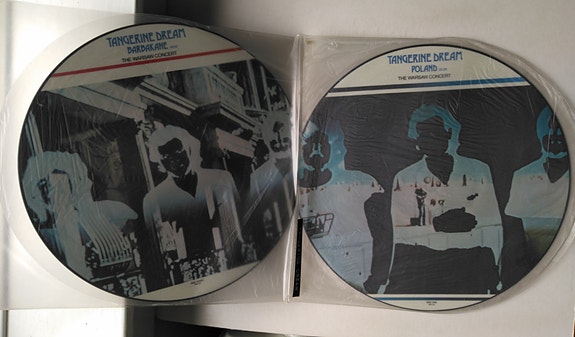 TANGERINE DREAM
BARBAKANE
THE WARSAW CONCERT
TANGERINE DREAM
POLAND
THE WARSAW CONCERT